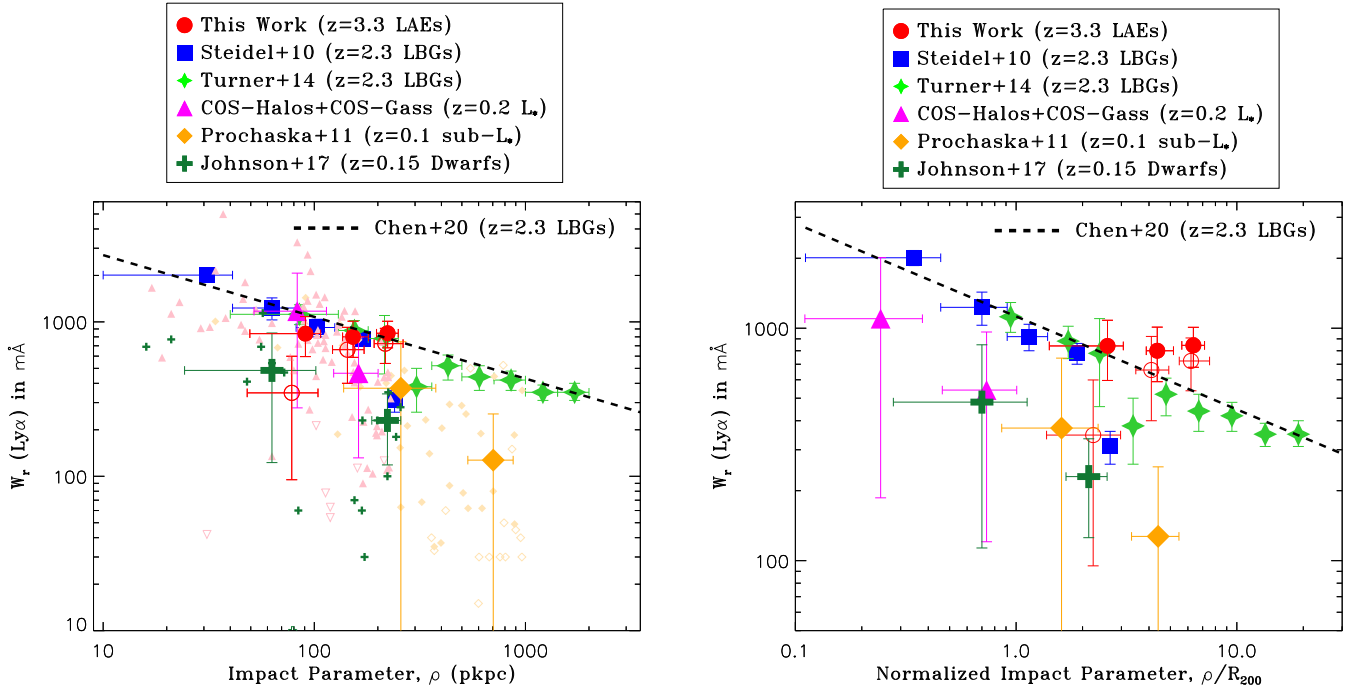 This Work (z=3.3 LAEs)
Steidel+10 (z=2.3 LBGs)
Turner+14 (z=2.3 LBGs)
COS-Halos+COS-Gass (z=0.2 L*)
Prochaska+11 (z=0.1 sub-L*)
Johnson+17 (z=0.15 Dwarfs)
Chen+20 (z=2.3 LBGs)
Wr (Lyα) in mÅ
1000
100
10
10
100
1000
Impact Parameter, ρ (pkpc)
This Work (z=3.3 LAEs)
Steidel+10 (z=2.3 LBGs)
Turner+14 (z=2.3 LBGs)
COS-Halos+COS-Gass (z=0.2 L*)
Prochaska+11 (z=0.1 sub-L*)
Johnson+17 (z=0.15 Dwarfs)
Chen+20 (z=2.3 LBGs)
Wr (Lyα) in mÅ
1000
100
0.1
1.0
10.0
Normalized Impact Parameter, ρ/R200